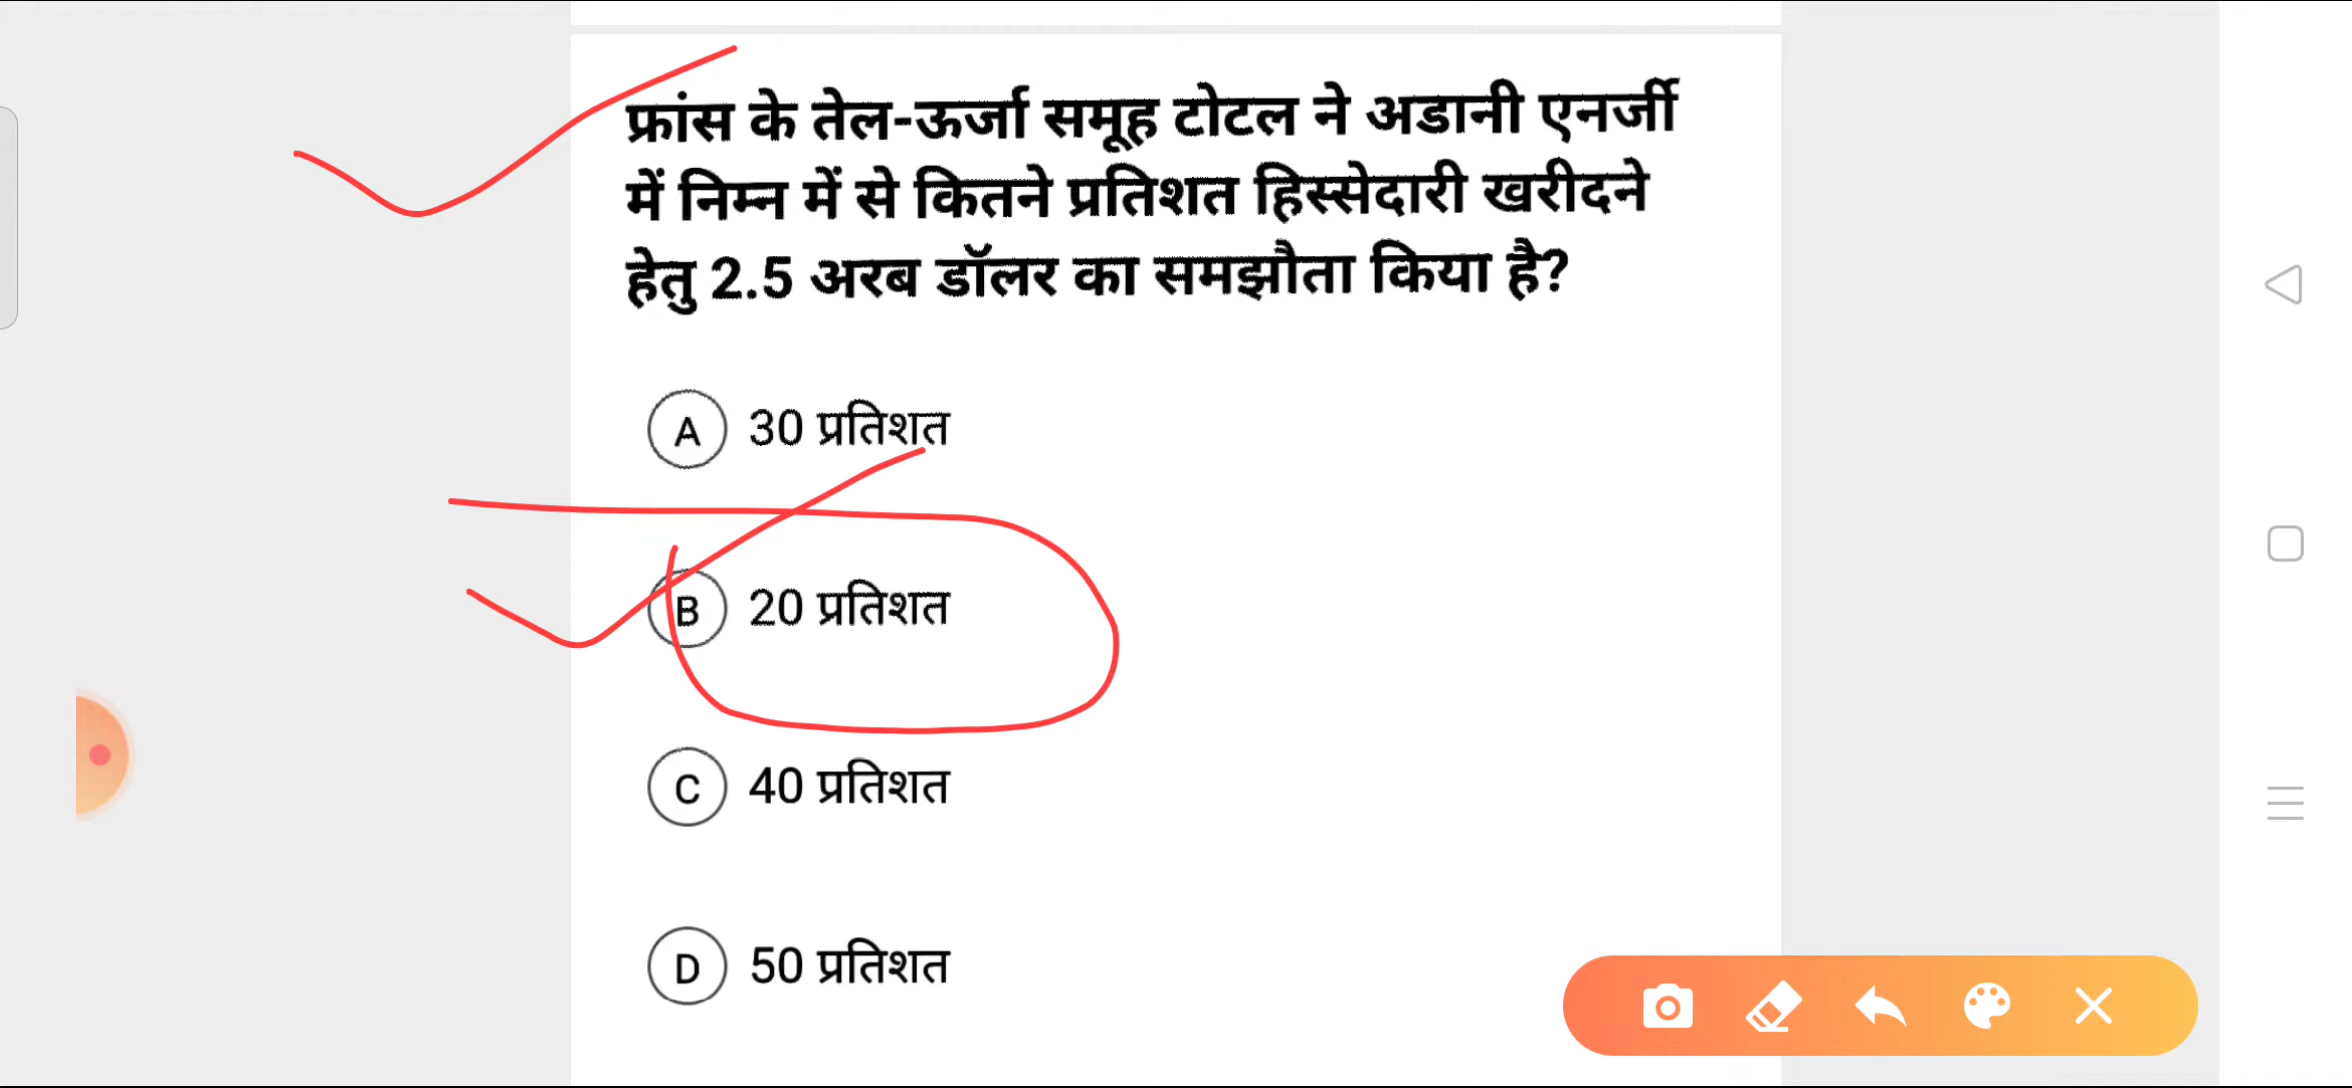 फ्रांस के तेल-ऊर्जा समूह टोटल ने अडानी एनर्जी
में निम्न में से कितने प्रतिशत हिस्सेदारी खरीदने
हेतु 2.5 अरब डॉलर का समझौता किया है?
A 30 प्रतिशत
B 20 प्रतिशत
C 40 प्रतिशत
D 50 प्रतिशत